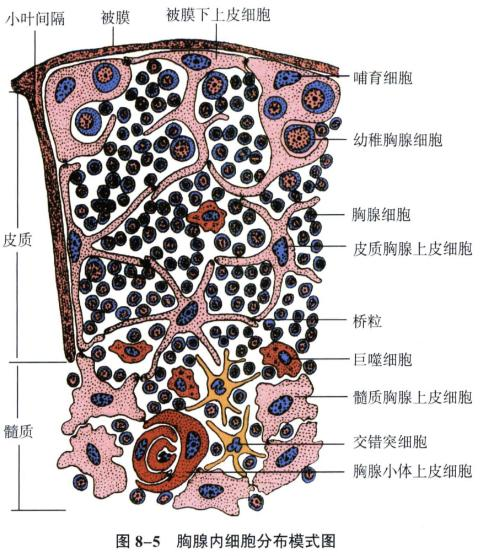 小叶间隔
被膜
被膜下上皮细胞
哺育细胞
幼稚胸腺细胞
胸腺细胞
皮质
皮质胸腺上皮细胞
桥粒
巨噬细胞
髓质胸腺上皮细胞
髓质
交错突细胞
胸腺小体上皮细胞
图 8-5 胸腺内细胞分布模式图